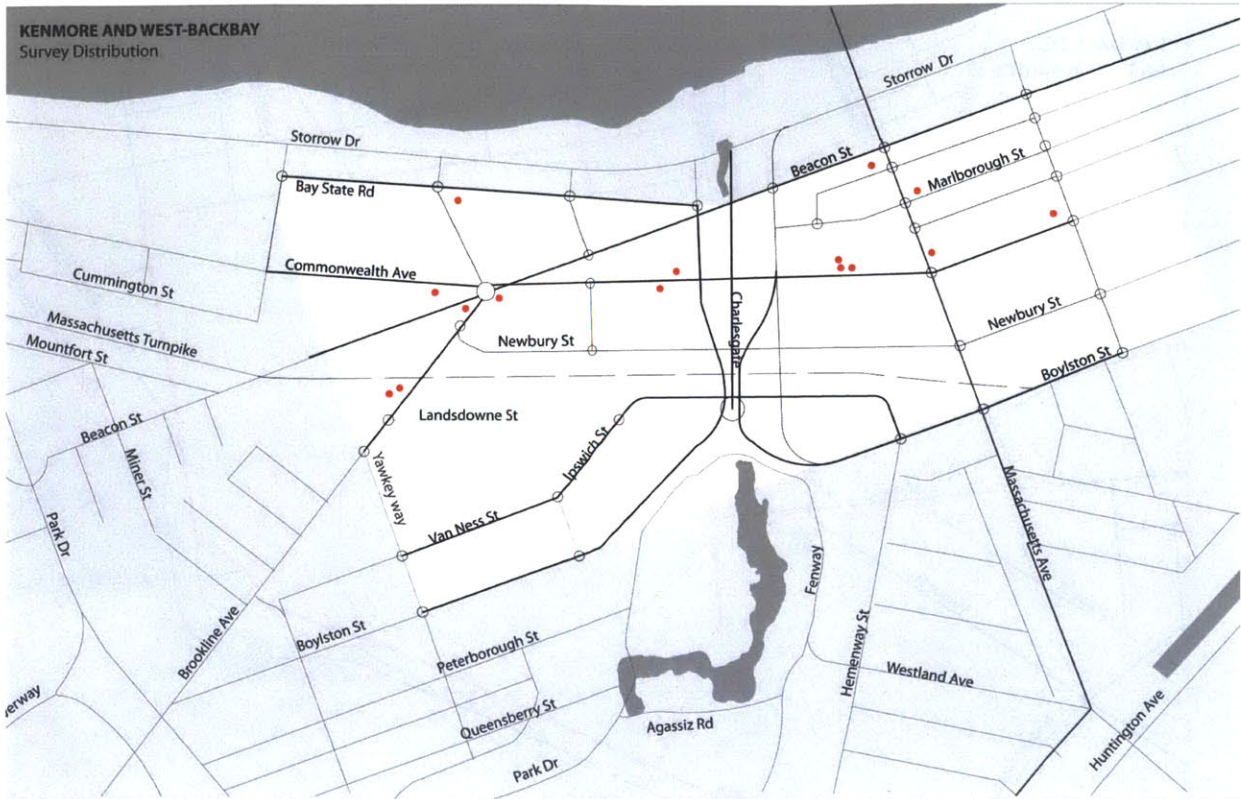 KENMORE AND WEST-BACKBAY
Survey Distribution
Storrow Dr
Storrow Dr
Beacon St
Bay State Rd
Marlborough St
Commonwealth Ave
Cummington St
Massachusetts Turnpike
Mountfort St
Newbury St
Charlesgate
Newbury St
Boylston St
Landsdowne St
Beacon St
Miner St
Yawkey way
Ipswich St
Van Ness St
Park Dr
Massachusetts Ave
Fenway
Hemenway St
Brookline Ave
Boylston St
Peterborough St
Queensberry St
Westland Ave
Agassiz Rd
Park Dr
Huntington Ave
erway